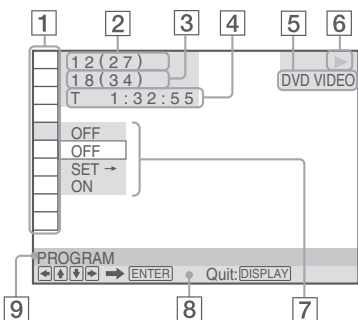 1 2 3 4 5 6
12(27)
18(34)
T 1:32:55
DVD VIDEO
OFF
OFF
SET →
ON
PROGRAM
← ↑ ↓ → ➡ ENTER Quit: DISPLAY
9 8 7